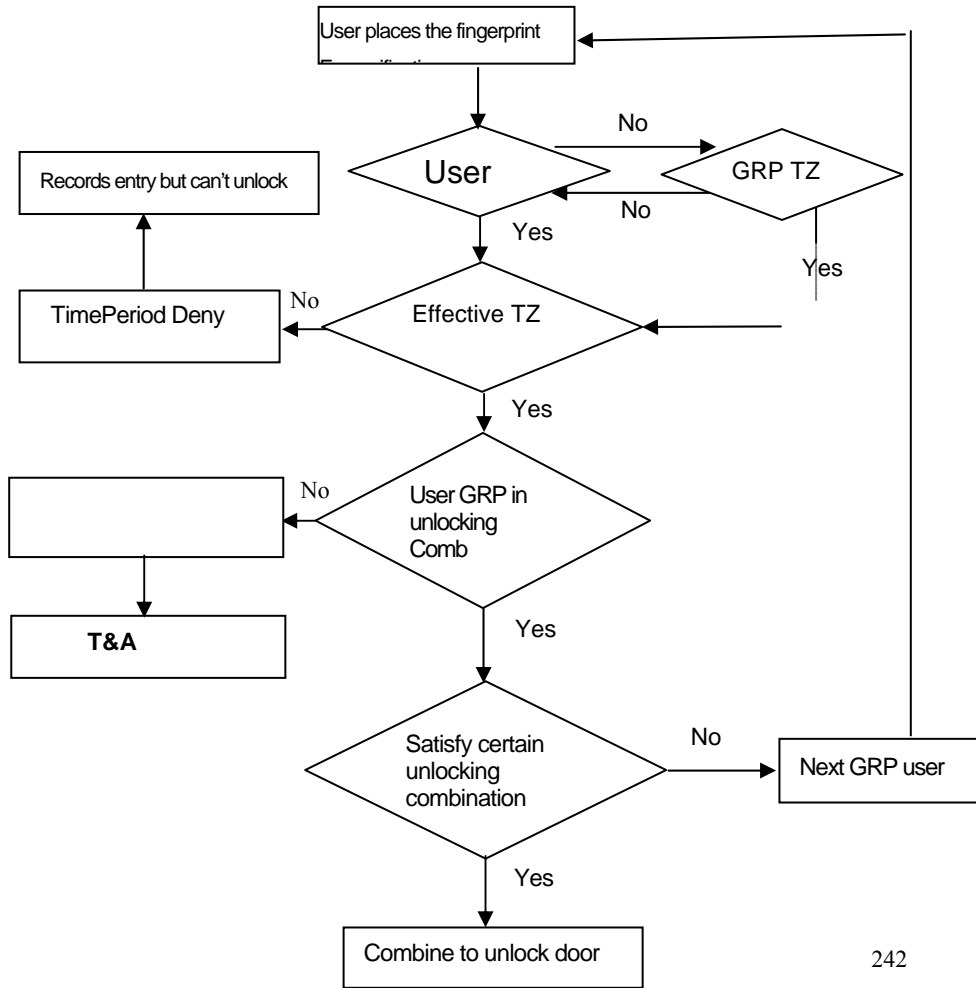 User places the fingerprint
No
User
GRP TZ
Records entry but can't unlock
No
Yes
Yes
Effective TZ
No
TimePeriod Deny
Yes
User GRP in
unlocking
Comb
No
Yes
T&A
Satisfy certain
unlocking
combination
No
Next GRP user
Yes
Combine to unlock door
242